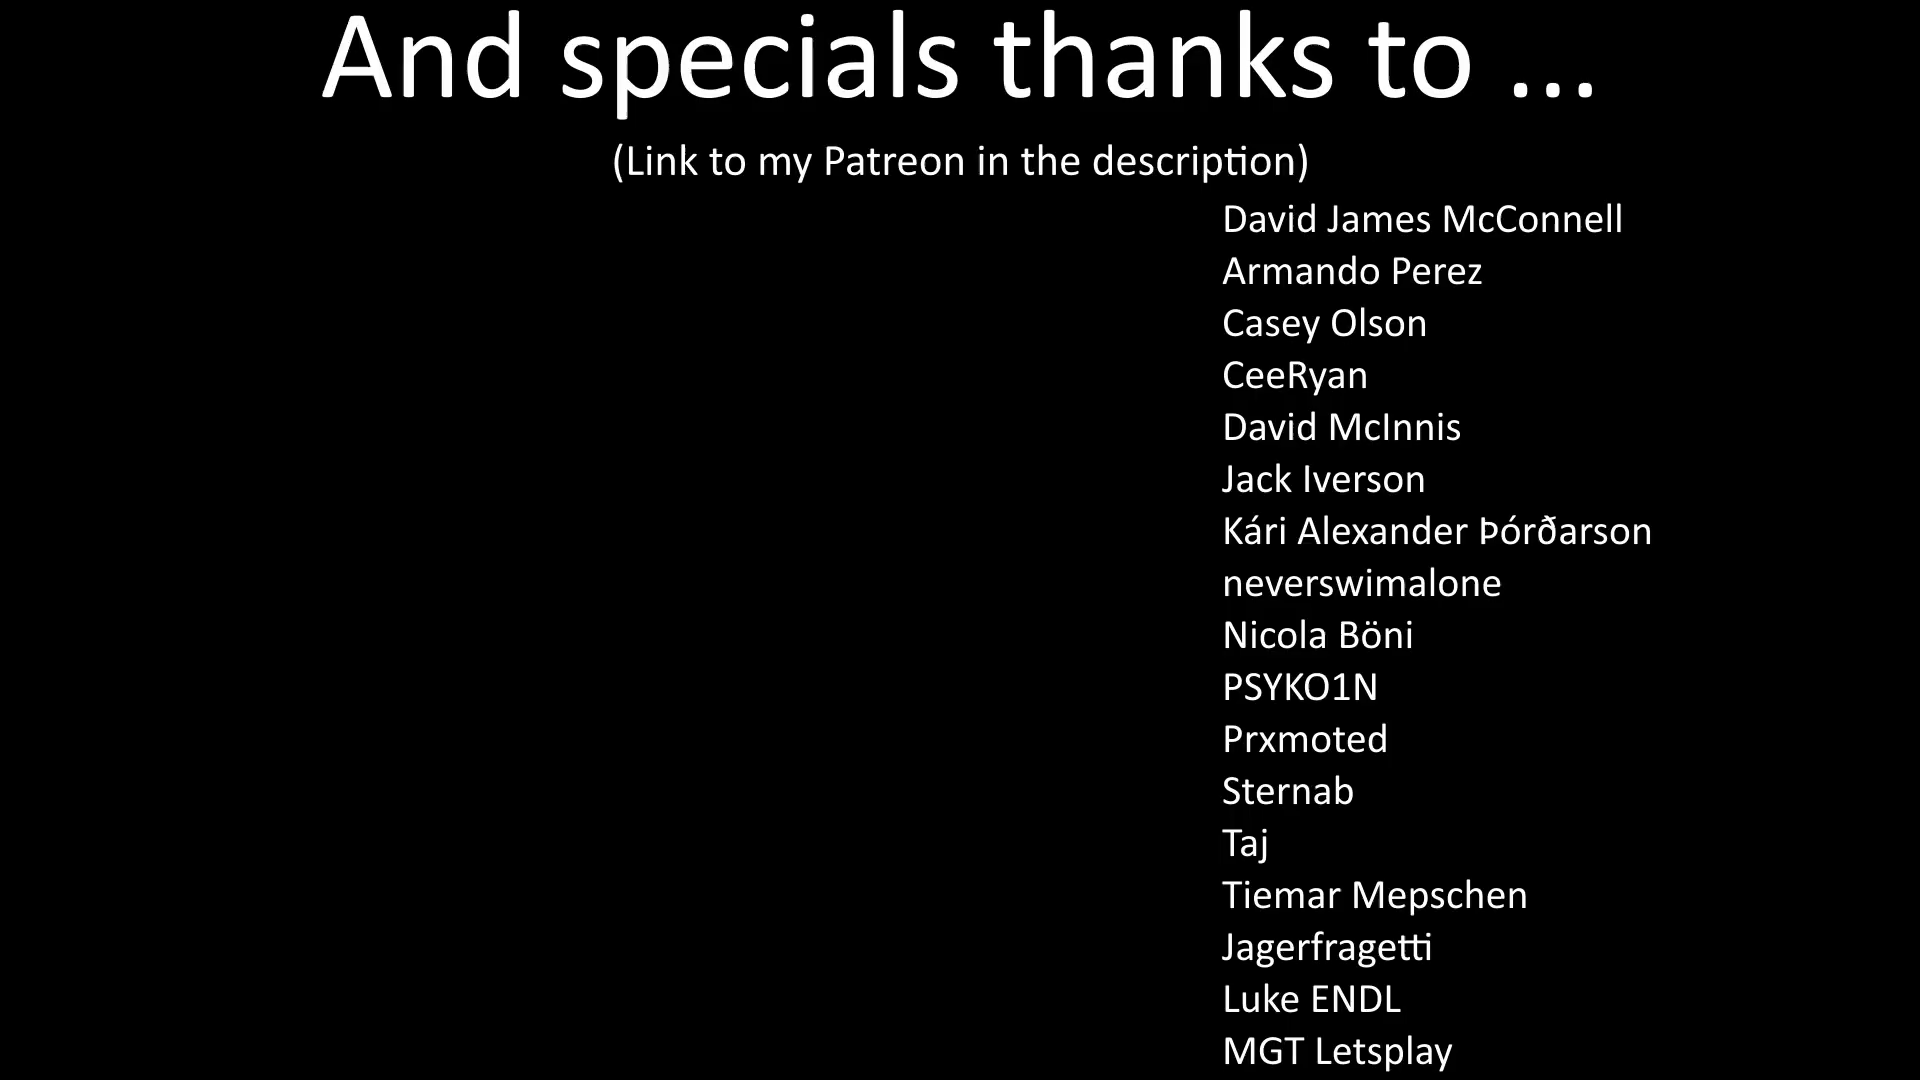 And specials thanks to ...
(Link to my Patreon in the description)
David James McConnell
Armando Perez
Casey Olson
CeeRyan
David McInnis
Jack Iverson
Kári Alexander Þórðarson
neverswimalone
Nicola Böni
PSYKO1N
Prxmoted
Sternab
Taj
Tiemar Mepschen
Jagerfragetti
Luke ENDL
MGT Letsplay